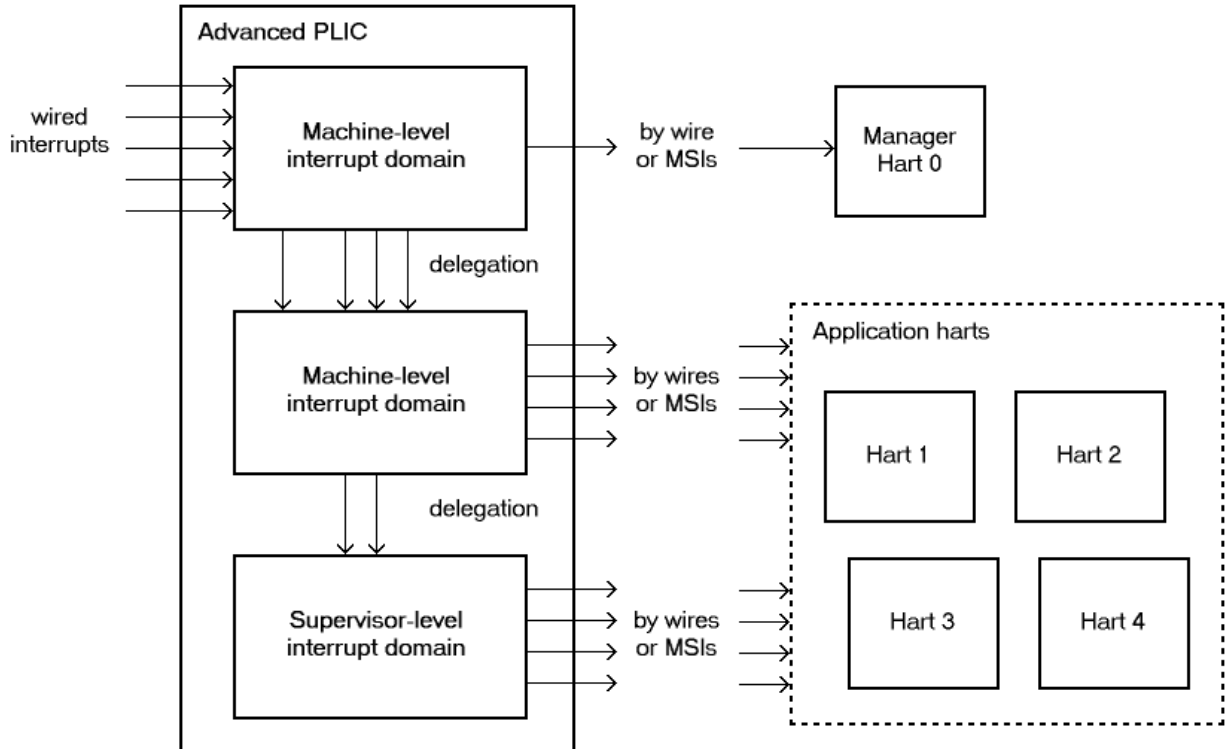 Advanced PLIC
wired
interrupts
Machine-level
interrupt domain
by wire
or MSIs
Manager
Hart 0
delegation
Machine-level
interrupt domain
by wires
or MSIs
Application harts
Hart 1
Hart 2
delegation
Supervisor-level
interrupt domain
by wires
or MSIs
Hart 3
Hart 4